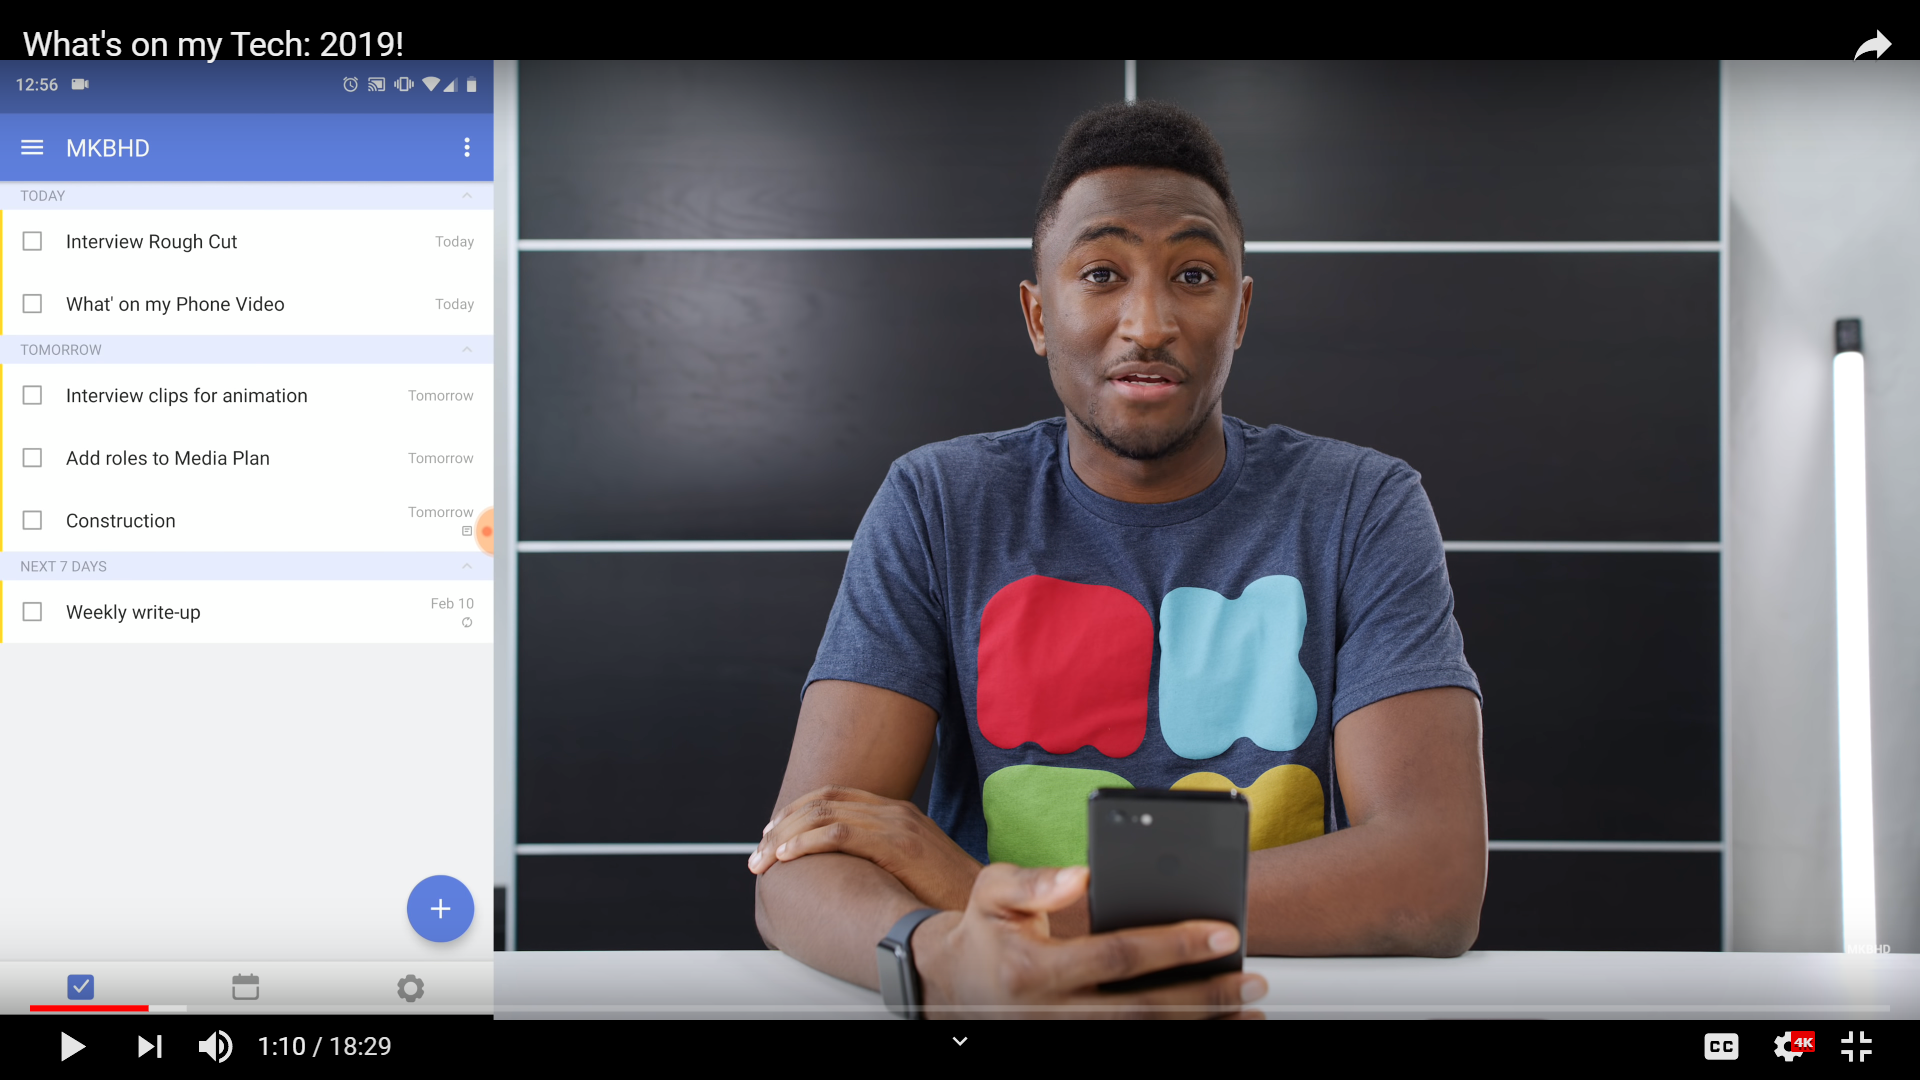 What's on my Tech: 2019!
12:56
MKBHD
TODAY
Interview Rough Cut Today
What' on my Phone Video Today
TOMORROW
Interview clips for animation Tomorrow
Add roles to Media Plan Tomorrow
Construction Tomorrow
NEXT 7 DAYS
Weekly write-up Feb 10
MKBHD
1:10 / 18:29
CC
4K